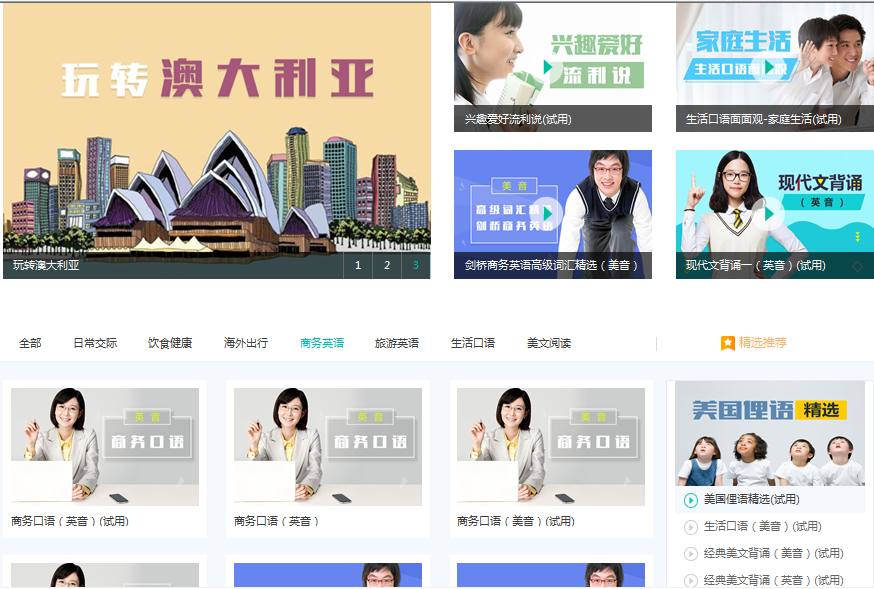 玩转澳大利亚
玩转澳大利亚
1 2 3
兴趣爱好
流利说
兴趣爱好流利说(试用)
家庭生活
生活口语面面观
生活口语面面观-家庭生活(试用)
美 音
高级词汇精选
剑桥商务英语
剑桥商务英语高级词汇精选（美音）
现代文背诵
（ 英 音 ）
现代文背诵一（英音）(试用)
全部 日常交际 饮食健康 海外出行 商务英语 旅游英语 生活口语 美文阅读
精选推荐
英 音
商务口语
商务口语（英音）(试用)
英 音
商务口语
商务口语（英音）
美 音
商务口语
商务口语（美音）(试用)
美国俚语 精选
美国俚语精选(试用)
生活口语（美音）(试用)
经典美文背诵（美音）(试用)
经典美文背诵（美音）(试用)